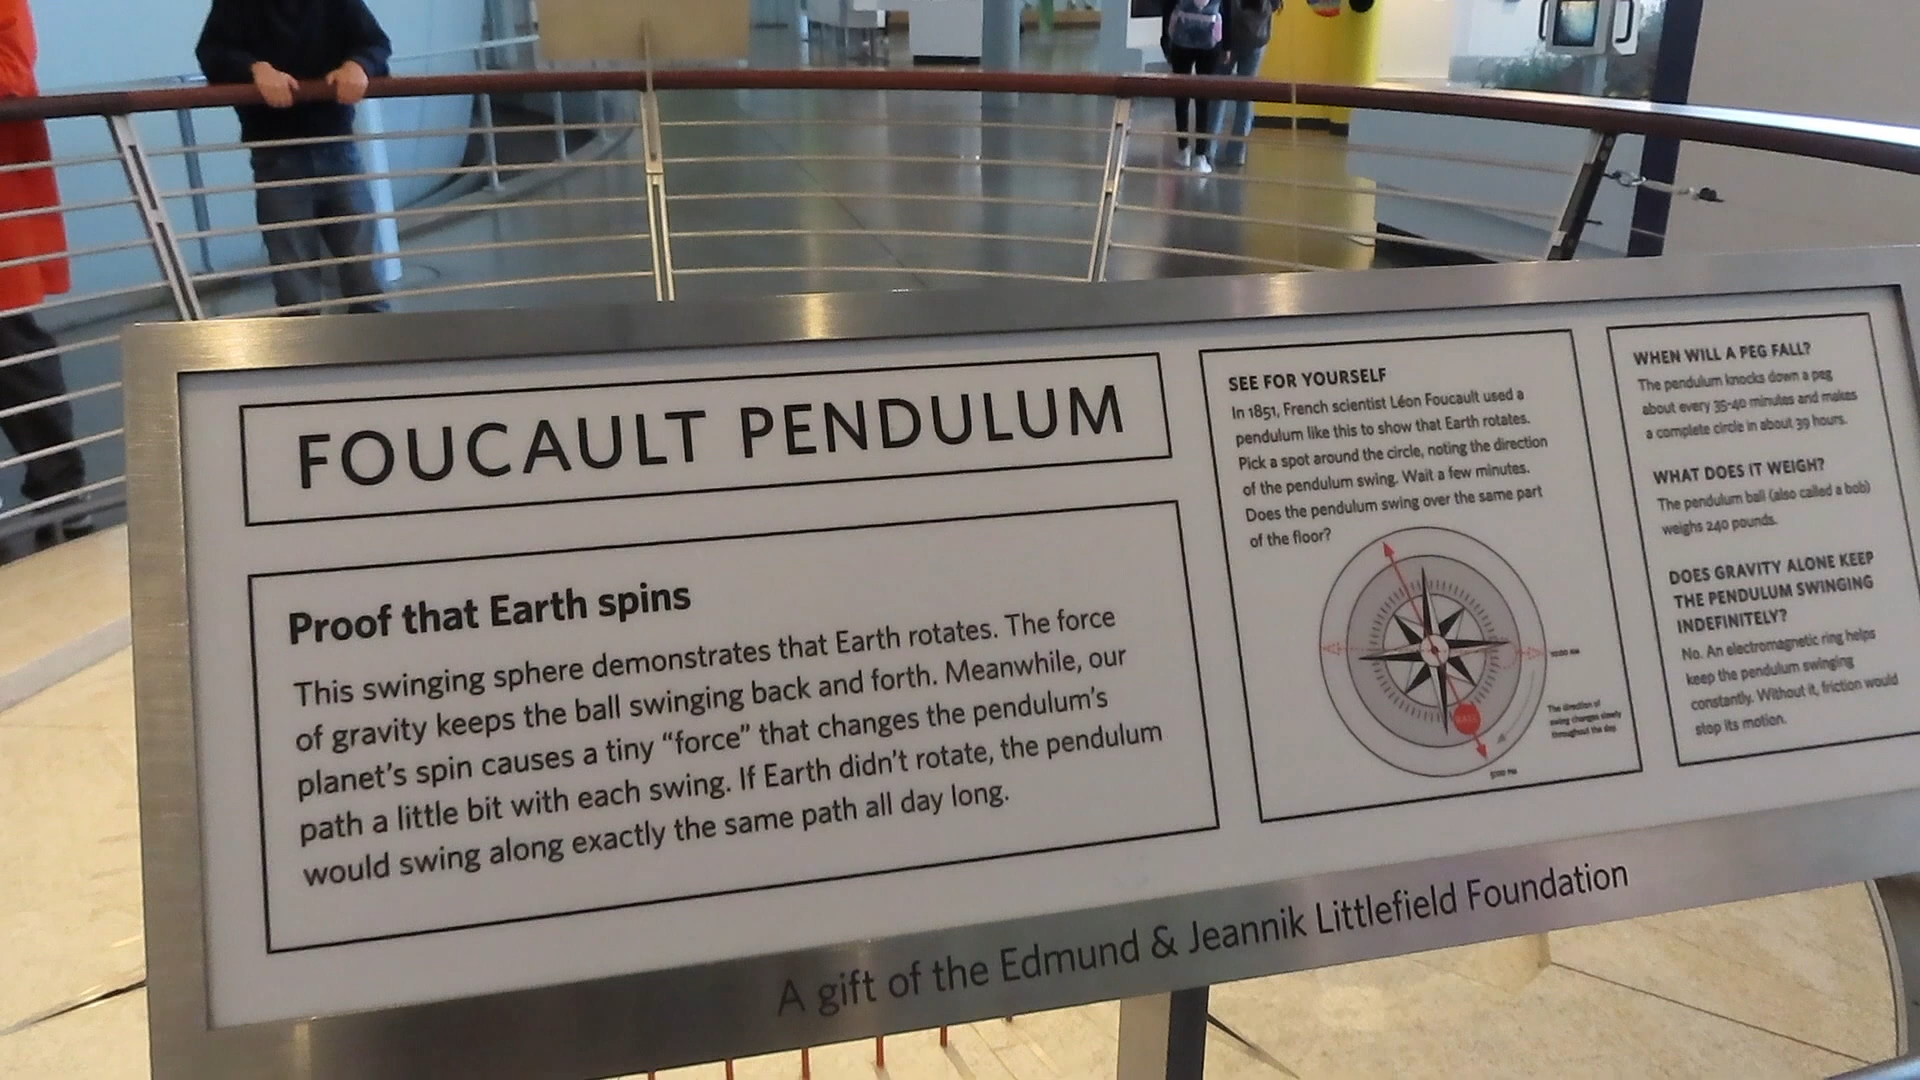 FOUCAULT PENDULUM
Proof that Earth spins
This swinging sphere demonstrates that Earth rotates. The force
of gravity keeps the ball swinging back and forth. Meanwhile, our
planet's spin causes a tiny “force” that changes the pendulum's
path a little bit with each swing. If Earth didn't rotate, the pendulum
would swing along exactly the same path all day long.
SEE FOR YOURSELF
In 1851, French scientist Léon Foucault used a
pendulum like this to show that Earth rotates.
Pick a spot around the circle, noting the direction
of the pendulum swing. Wait a few minutes.
Does the pendulum swing over the same part
of the floor?
BALL
The direction of
swing changes slowly
throughout the day.
WHEN WILL A PEG FALL?
The pendulum knocks down a peg
about every 35-40 minutes and makes
a complete circle in about 39 hours.
WHAT DOES IT WEIGH?
The pendulum ball (also called a bob)
weighs 240 pounds.
DOES GRAVITY ALONE KEEP
THE PENDULUM SWINGING
INDEFINITELY?
No. An electromagnetic ring helps
keep the pendulum swinging
constantly. Without it, friction would
stop its motion.
A gift of the Edmund & Jeannik Littlefield Foundation